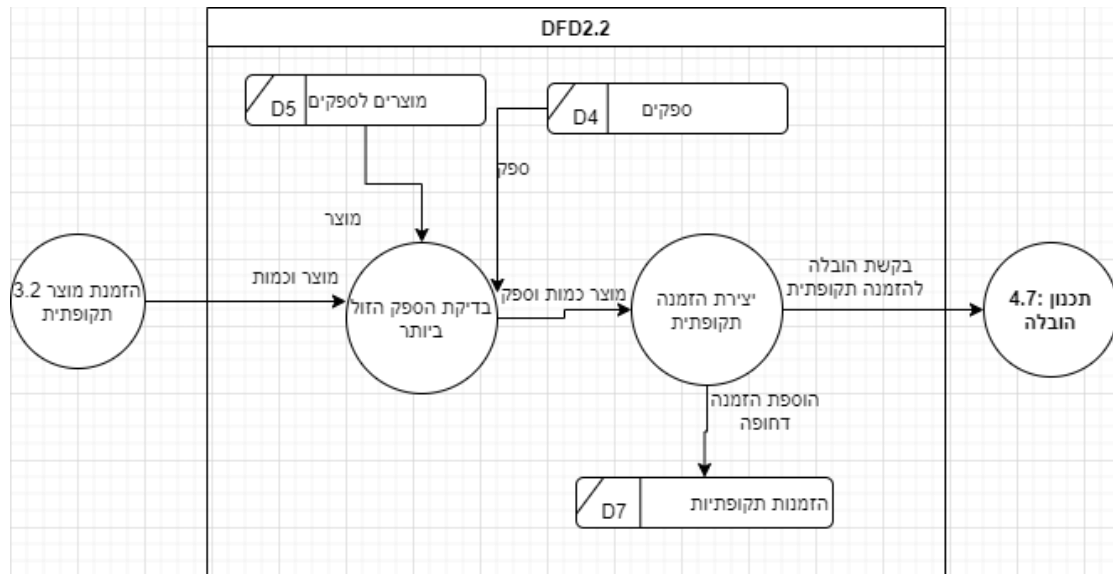 DFD2.2
D5
מוצרים לספקים
D4
ספקים
ספק
מוצר
3.2 הזמנת מוצר
תקופתית
מוצר וכמות
בדיקת הספק הזול
ביותר
מוצר כמות וספק
יצירת הזמנה
תקופתית
בקשת הובלה
להזמנה תקופתית
4.7: תכנון
הובלה
הוספת הזמנה
דחופה
D7
הזמנות תקופתיות